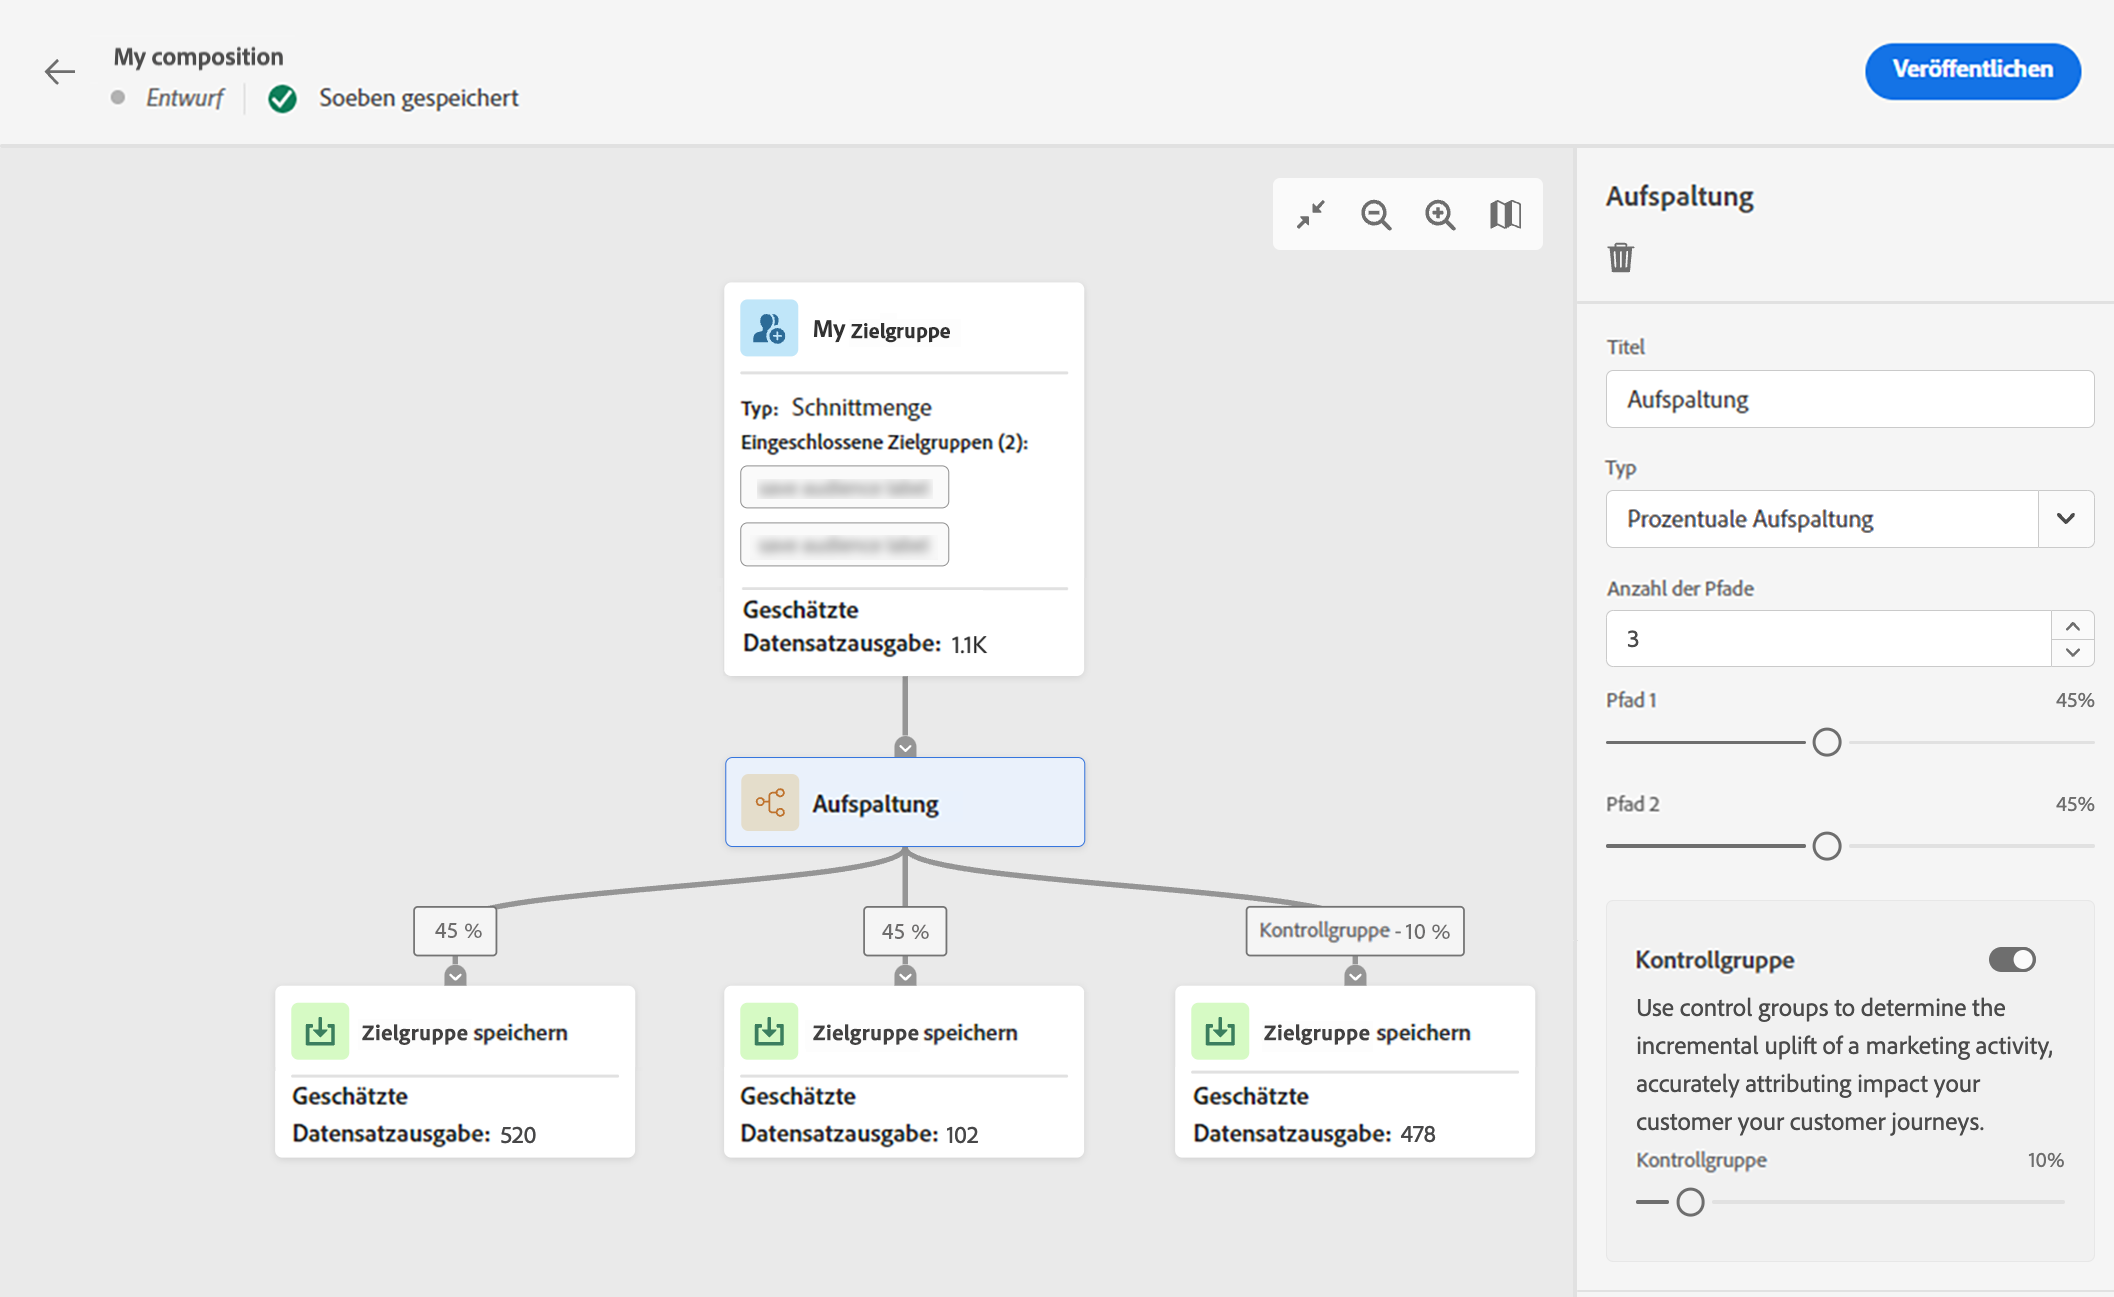 My composition
Entwurf
Soeben gespeichert
Veröffentlichen
My Zielgruppe
Typ: Schnittmenge
Eingeschlossene Zielgruppen (2):
Geschätzte
Datensatzausgabe: 1.1K
Aufspaltung
45 %
45 %
Kontrollgruppe - 10 %
Zielgruppe speichern
Geschätzte
Datensatzausgabe: 520
Zielgruppe speichern
Geschätzte
Datensatzausgabe: 102
Zielgruppe speichern
Geschätzte
Datensatzausgabe: 478
Aufspaltung
Titel
Aufspaltung
Typ
Prozentuale Aufspaltung
Anzahl der Pfade
3
Pfad 1 45%
Pfad 2 45%
Kontrollgruppe
Use control groups to determine the
incremental uplift of a marketing activity,
accurately attributing impact your
customer your customer journeys.
Kontrollgruppe 10%